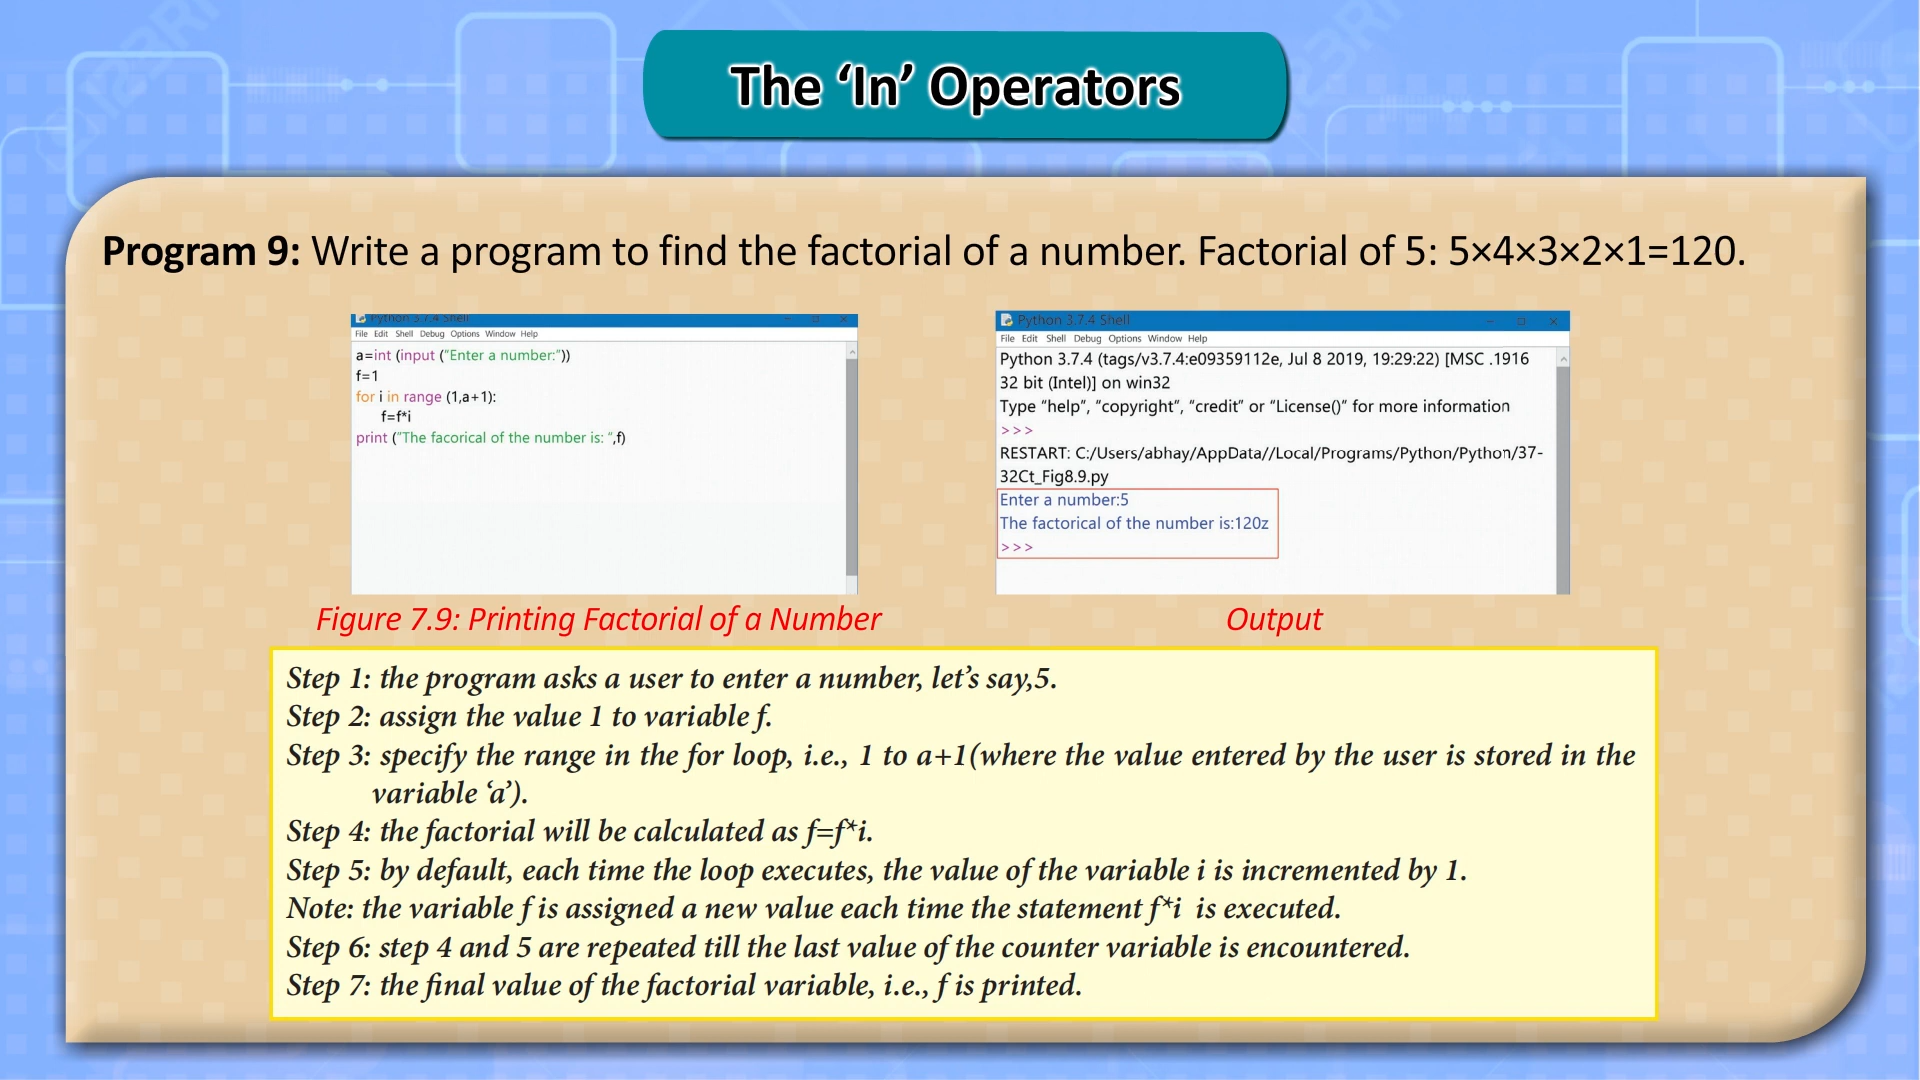 The ‘In’ Operators
Program 9: Write a program to find the factorial of a number. Factorial of 5: 5×4×3×2×1=120.
Python 3.7.4 Shell
File Edit Shell Debug Options Window Help
a=int (input (“Enter a number:”))
f=1
for i in range (1,a+1):
f=f*i
print (“The facorical of the number is: “,f)
Figure 7.9: Printing Factorial of a Number
Python 3.7.4 Shell
File Edit Shell Debug Options Window Help
Python 3.7.4 (tags/v3.7.4:e09359112e, Jul 8 2019, 19:29:22) [MSC .1916
32 bit (Intel)] on win32
Type “help”, “copyright”, “credit” or “License()” for more information
>>>
RESTART: C:/Users/abhay/AppData//Local/Programs/Python/Python/37-
32Ct_Fig8.9.py
Enter a number:5
The factorical of the number is:120z
>>>
Output
Step 1: the program asks a user to enter a number, let’s say,5.
Step 2: assign the value 1 to variable f.
Step 3: specify the range in the for loop, i.e., 1 to a+1(where the value entered by the user is stored in the
variable ‘a’).
Step 4: the factorial will be calculated as f=f*i.
Step 5: by default, each time the loop executes, the value of the variable i is incremented by 1.
Note: the variable f is assigned a new value each time the statement f*i is executed.
Step 6: step 4 and 5 are repeated till the last value of the counter variable is encountered.
Step 7: the final value of the factorial variable, i.e., f is printed.